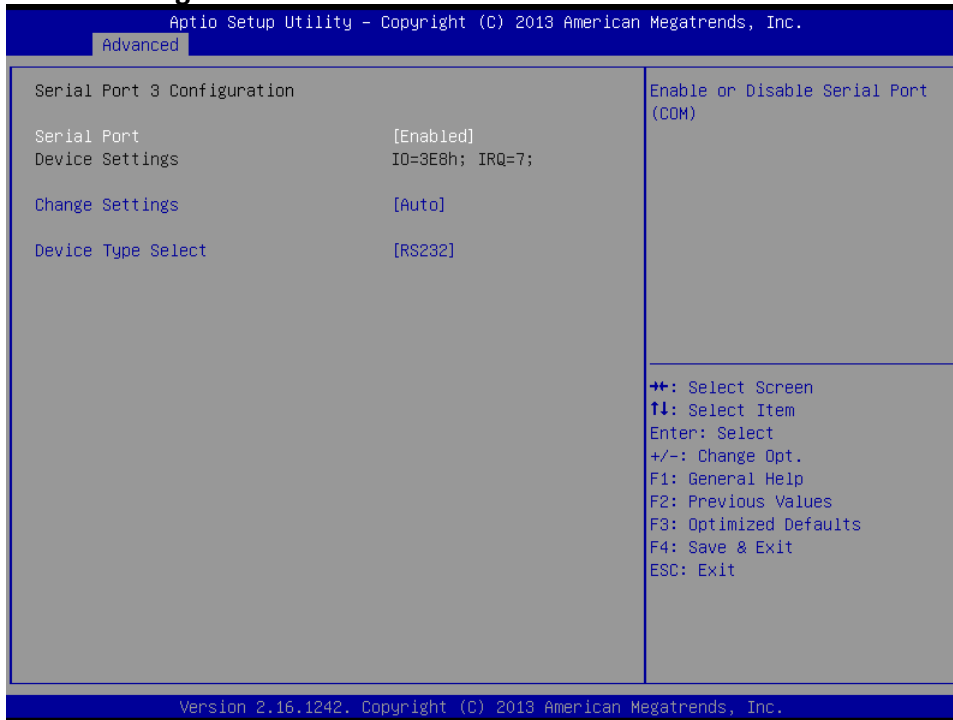 Aptio Setup Utility – Copyright (C) 2013 American Megatrends, Inc.
Advanced
Serial Port 3 Configuration
Serial Port [Enabled]
Device Settings IO=3E8h; IRQ=7;
Change Settings [Auto]
Device Type Select [RS232]
Enable or Disable Serial Port
(COM)
→←: Select Screen
↑↓: Select Item
Enter: Select
+/-: Change Opt.
F1: General Help
F2: Previous Values
F3: Optimized Defaults
F4: Save & Exit
ESC: Exit
Version 2.16.1242. Copyright (C) 2013 American Megatrends, Inc.